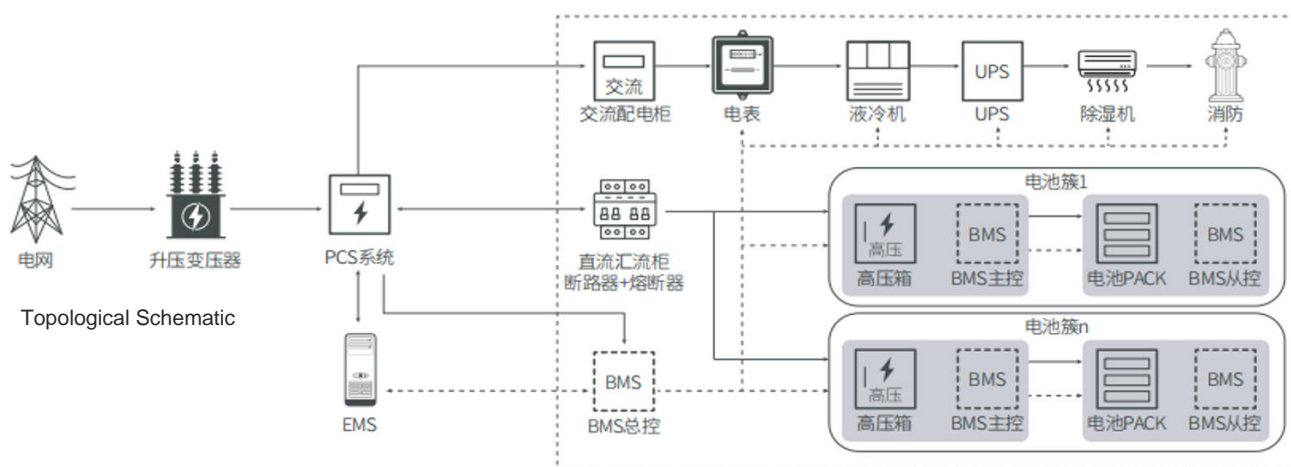 交流
交流配电柜
电表
液冷机
UPS
UPS
除湿机
消防
电网
升压变压器
PCS系统
直流汇流柜
断路器+熔断器
电池簇1
高压
高压箱
BMS
BMS主控
电池PACK
BMS
BMS从控
Topological Schematic
EMS
BMS
BMS总控
电池簇n
高压
高压箱
BMS
BMS主控
电池PACK
BMS
BMS从控